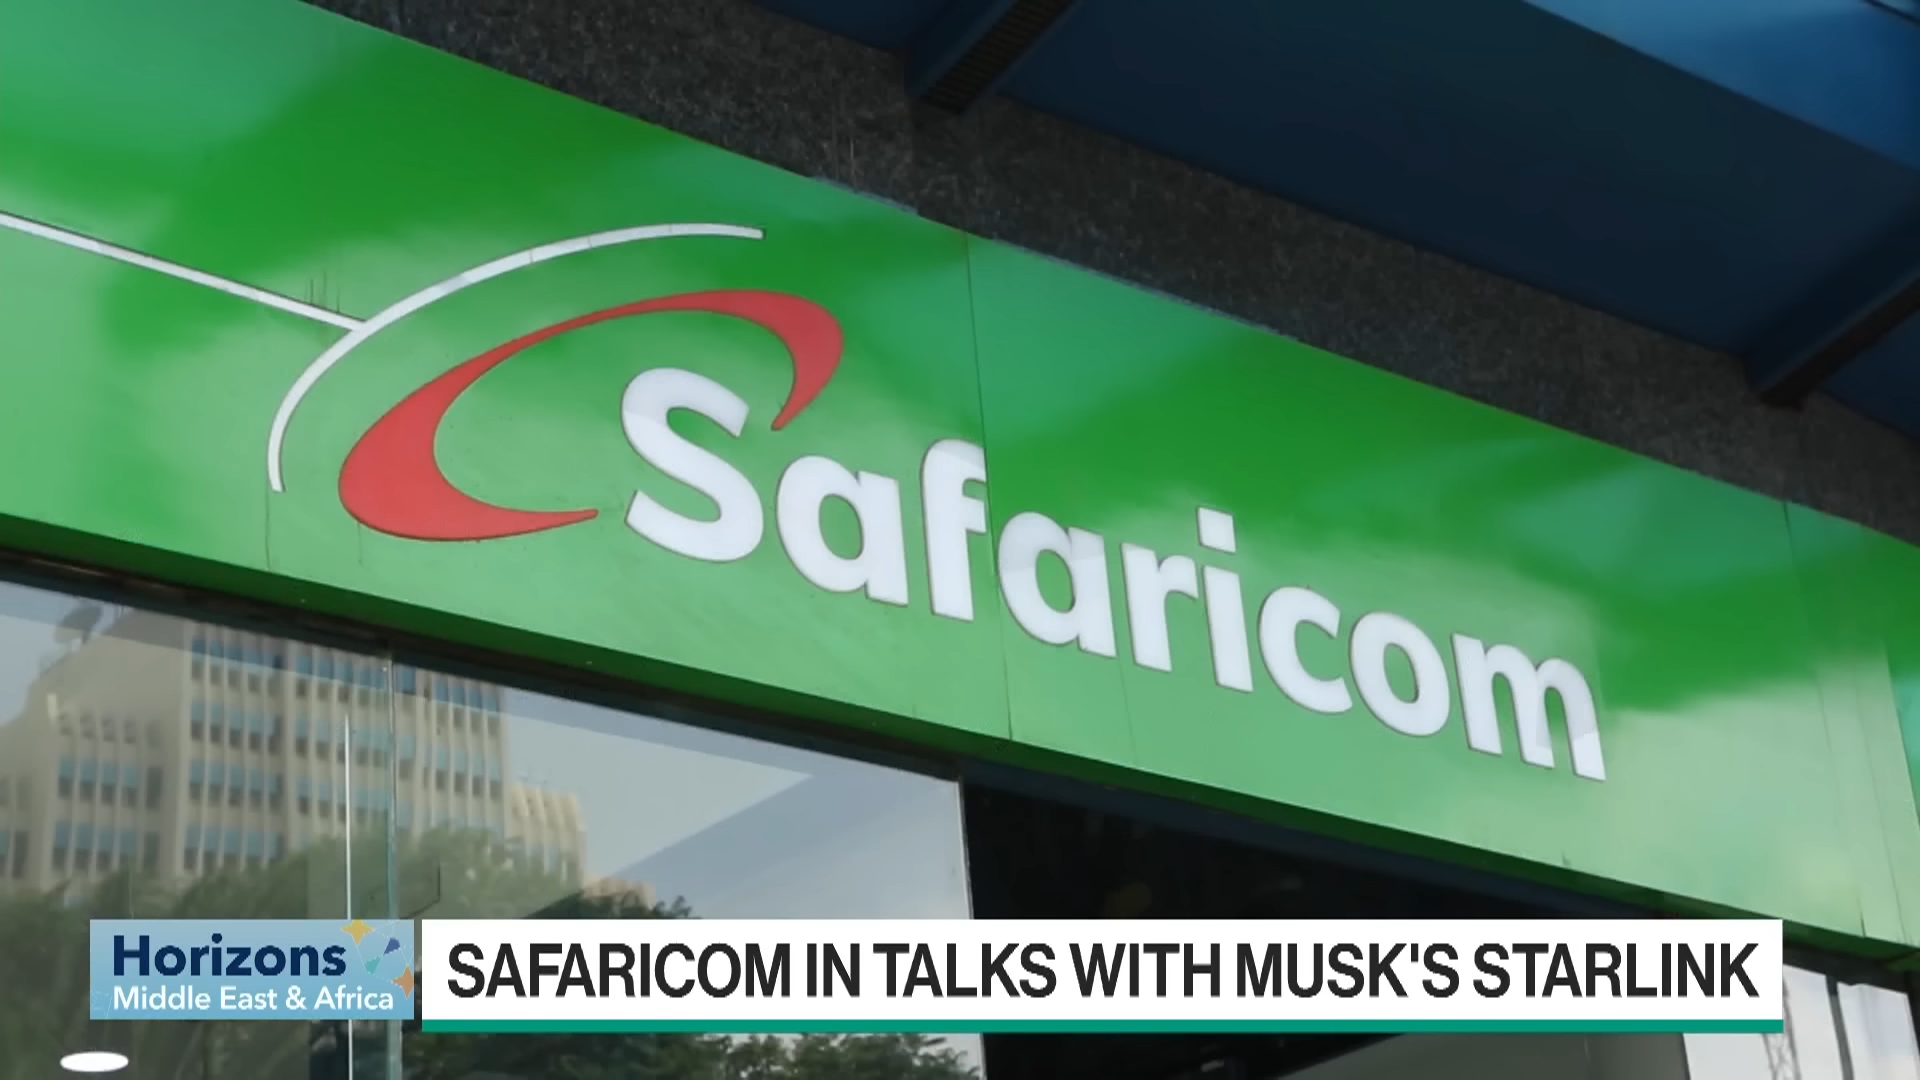 Safaricom
Horizons
Middle East & Africa
SAFARICOM IN TALKS WITH MUSK'S STARLINK